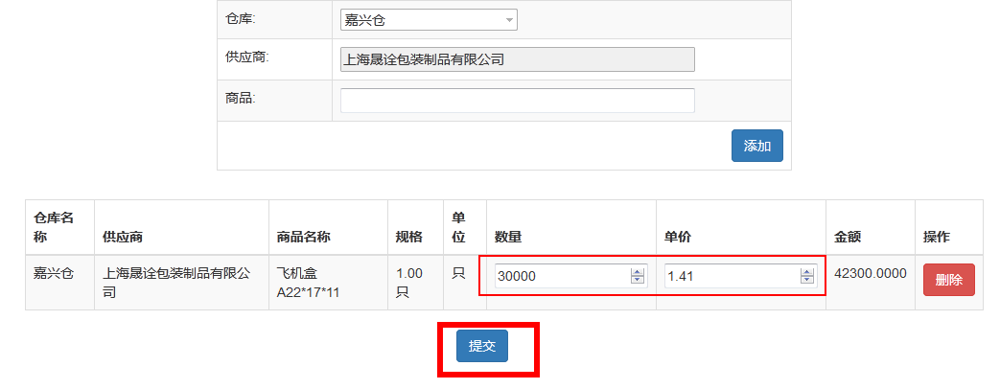 仓库:
嘉兴仓
供应商:
上海晟诠包装制品有限公司
商品:
添加
仓库名
称
供应商
商品名称
规格
单
位
数量
单价
金额
操作
嘉兴仓
上海晟诠包装制品有限公
司
飞机盒
A22*17*11
1.00
只
只
30000
1.41
42300.0000
删除
提交